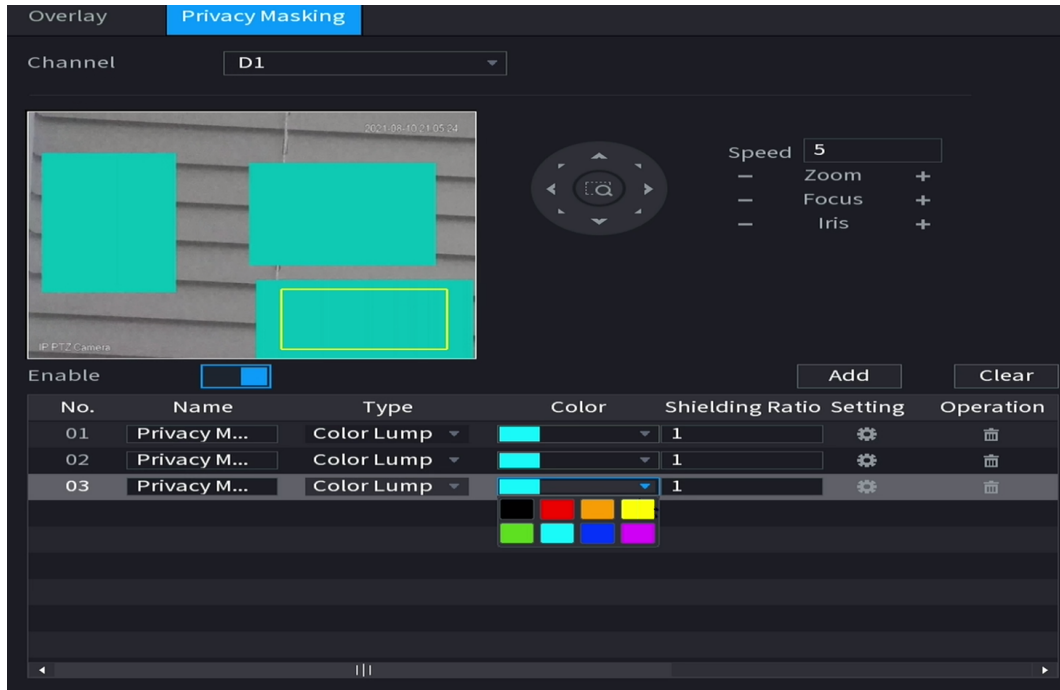 Overlay Privacy Masking
Channel D1
2021-08-10 21:05:24
Speed 5
− Zoom +
− Focus +
− Iris +
IP PTZ Camera
Enable Add Clear
No. Name Type Color Shielding Ratio Setting Operation
01 Privacy M... Color Lump 1
02 Privacy M... Color Lump 1
03 Privacy M... Color Lump 1